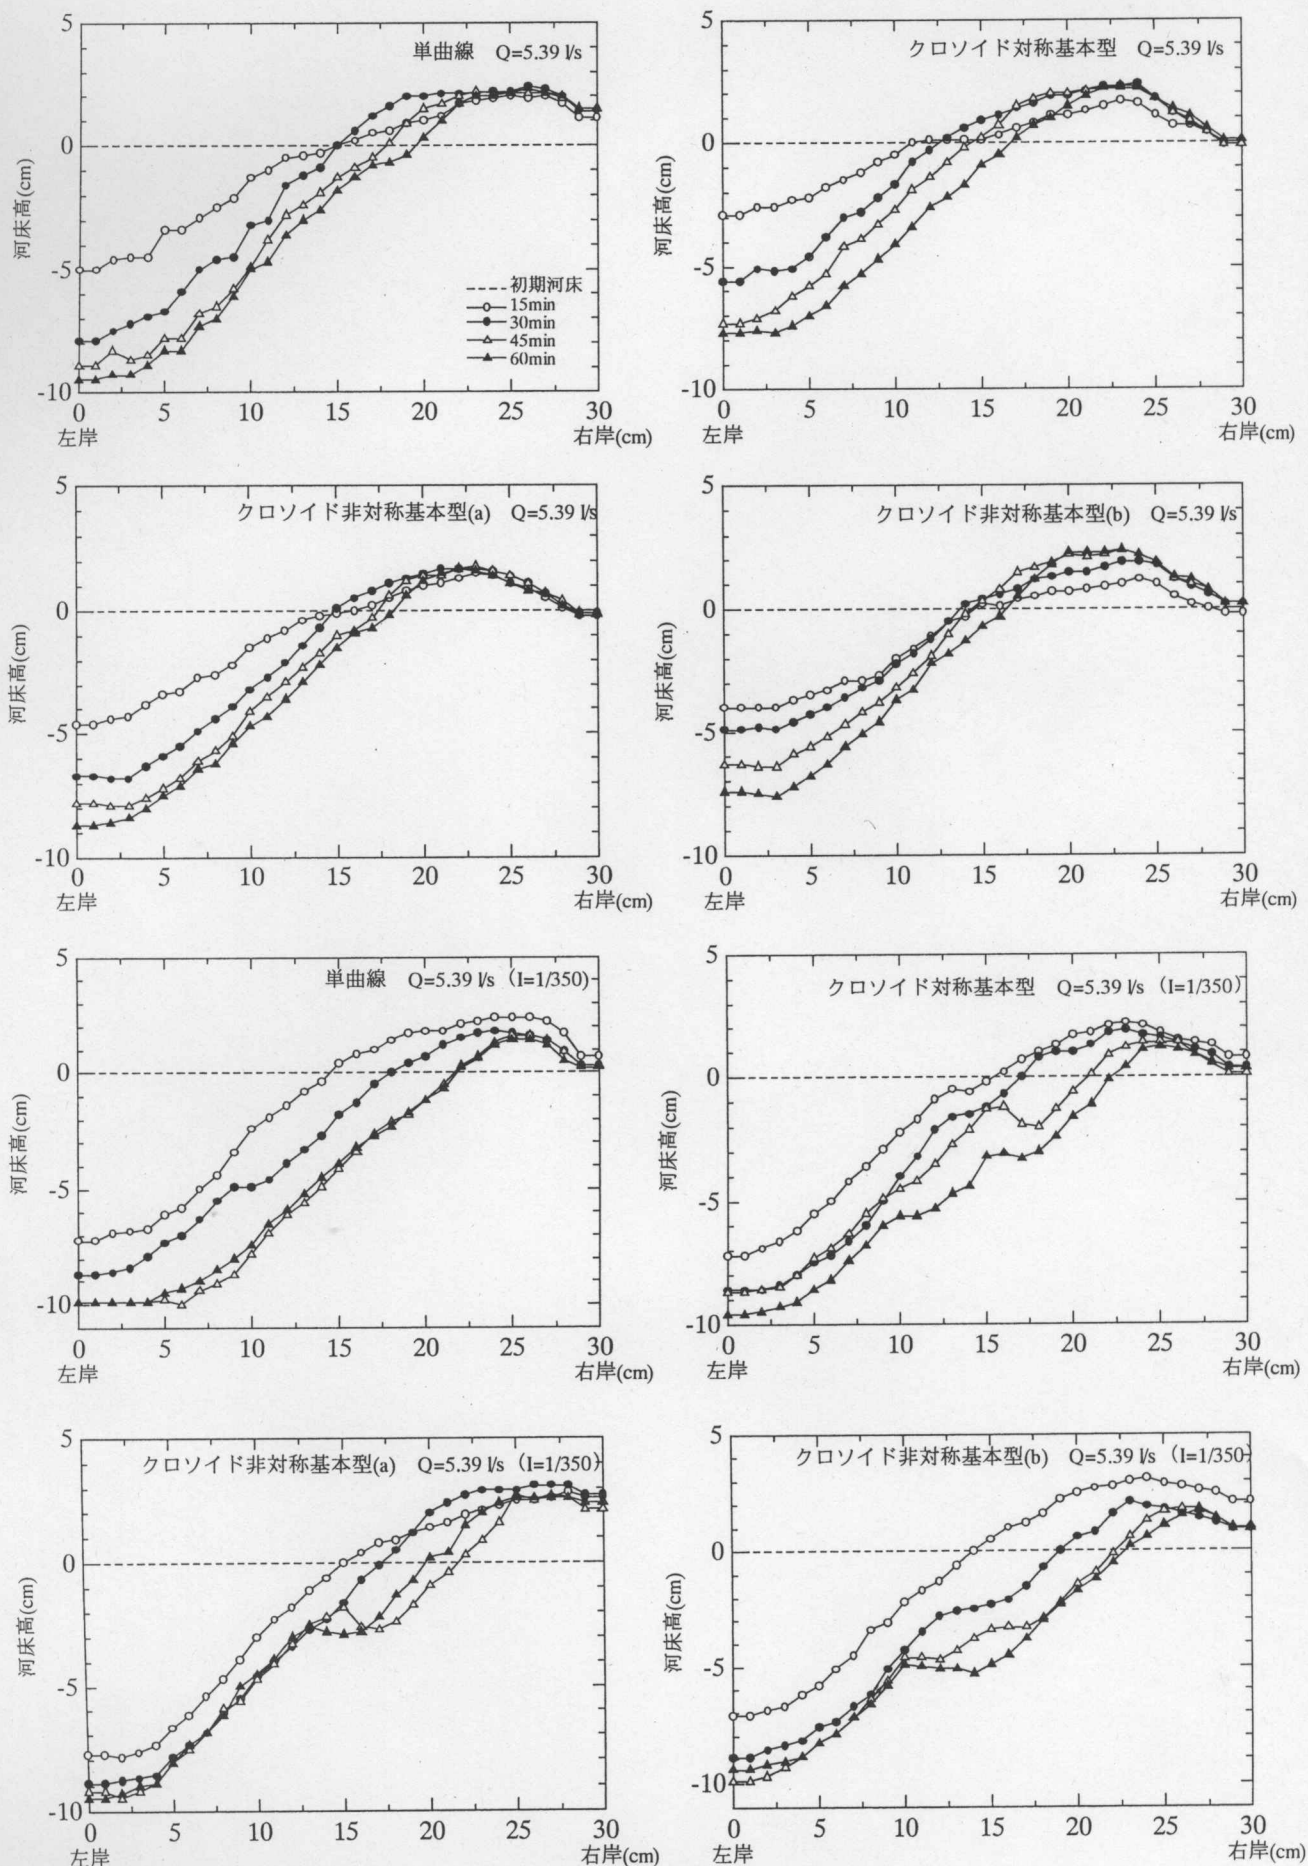 単曲線 Q=5.39 l/s
5
0
-5
-10
河床高(cm)
初期河床
15min
30min
45min
60min
0 5 10 15 20 25 30
左岸 右岸(cm)
クロソイド対称基本型 Q=5.39 l/s
5
0
-5
-10
河床高(cm)
0 5 10 15 20 25 30
左岸 右岸(cm)
クロソイド非対称基本型(a) Q=5.39 l/s
5
0
-5
-10
河床高(cm)
0 5 10 15 20 25 30
左岸 右岸(cm)
クロソイド非対称基本型(b) Q=5.39 l/s
5
0
-5
-10
河床高(cm)
0 5 10 15 20 25 30
左岸 右岸(cm)
単曲線 Q=5.39 l/s (I=1/350)
5
0
-5
-10
河床高(cm)
0 5 10 15 20 25 30
左岸 右岸(cm)
クロソイド対称基本型 Q=5.39 l/s (I=1/350)
5
0
-5
-10
河床高(cm)
0 5 10 15 20 25 30
左岸 右岸(cm)
クロソイド非対称基本型(a) Q=5.39 l/s (I=1/350)
5
0
-5
-10
河床高(cm)
0 5 10 15 20 25 30
左岸 右岸(cm)
クロソイド非対称基本型(b) Q=5.39 l/s (I=1/350)
5
0
-5
-10
河床高(cm)
0 5 10 15 20 25 30
左岸 右岸(cm)